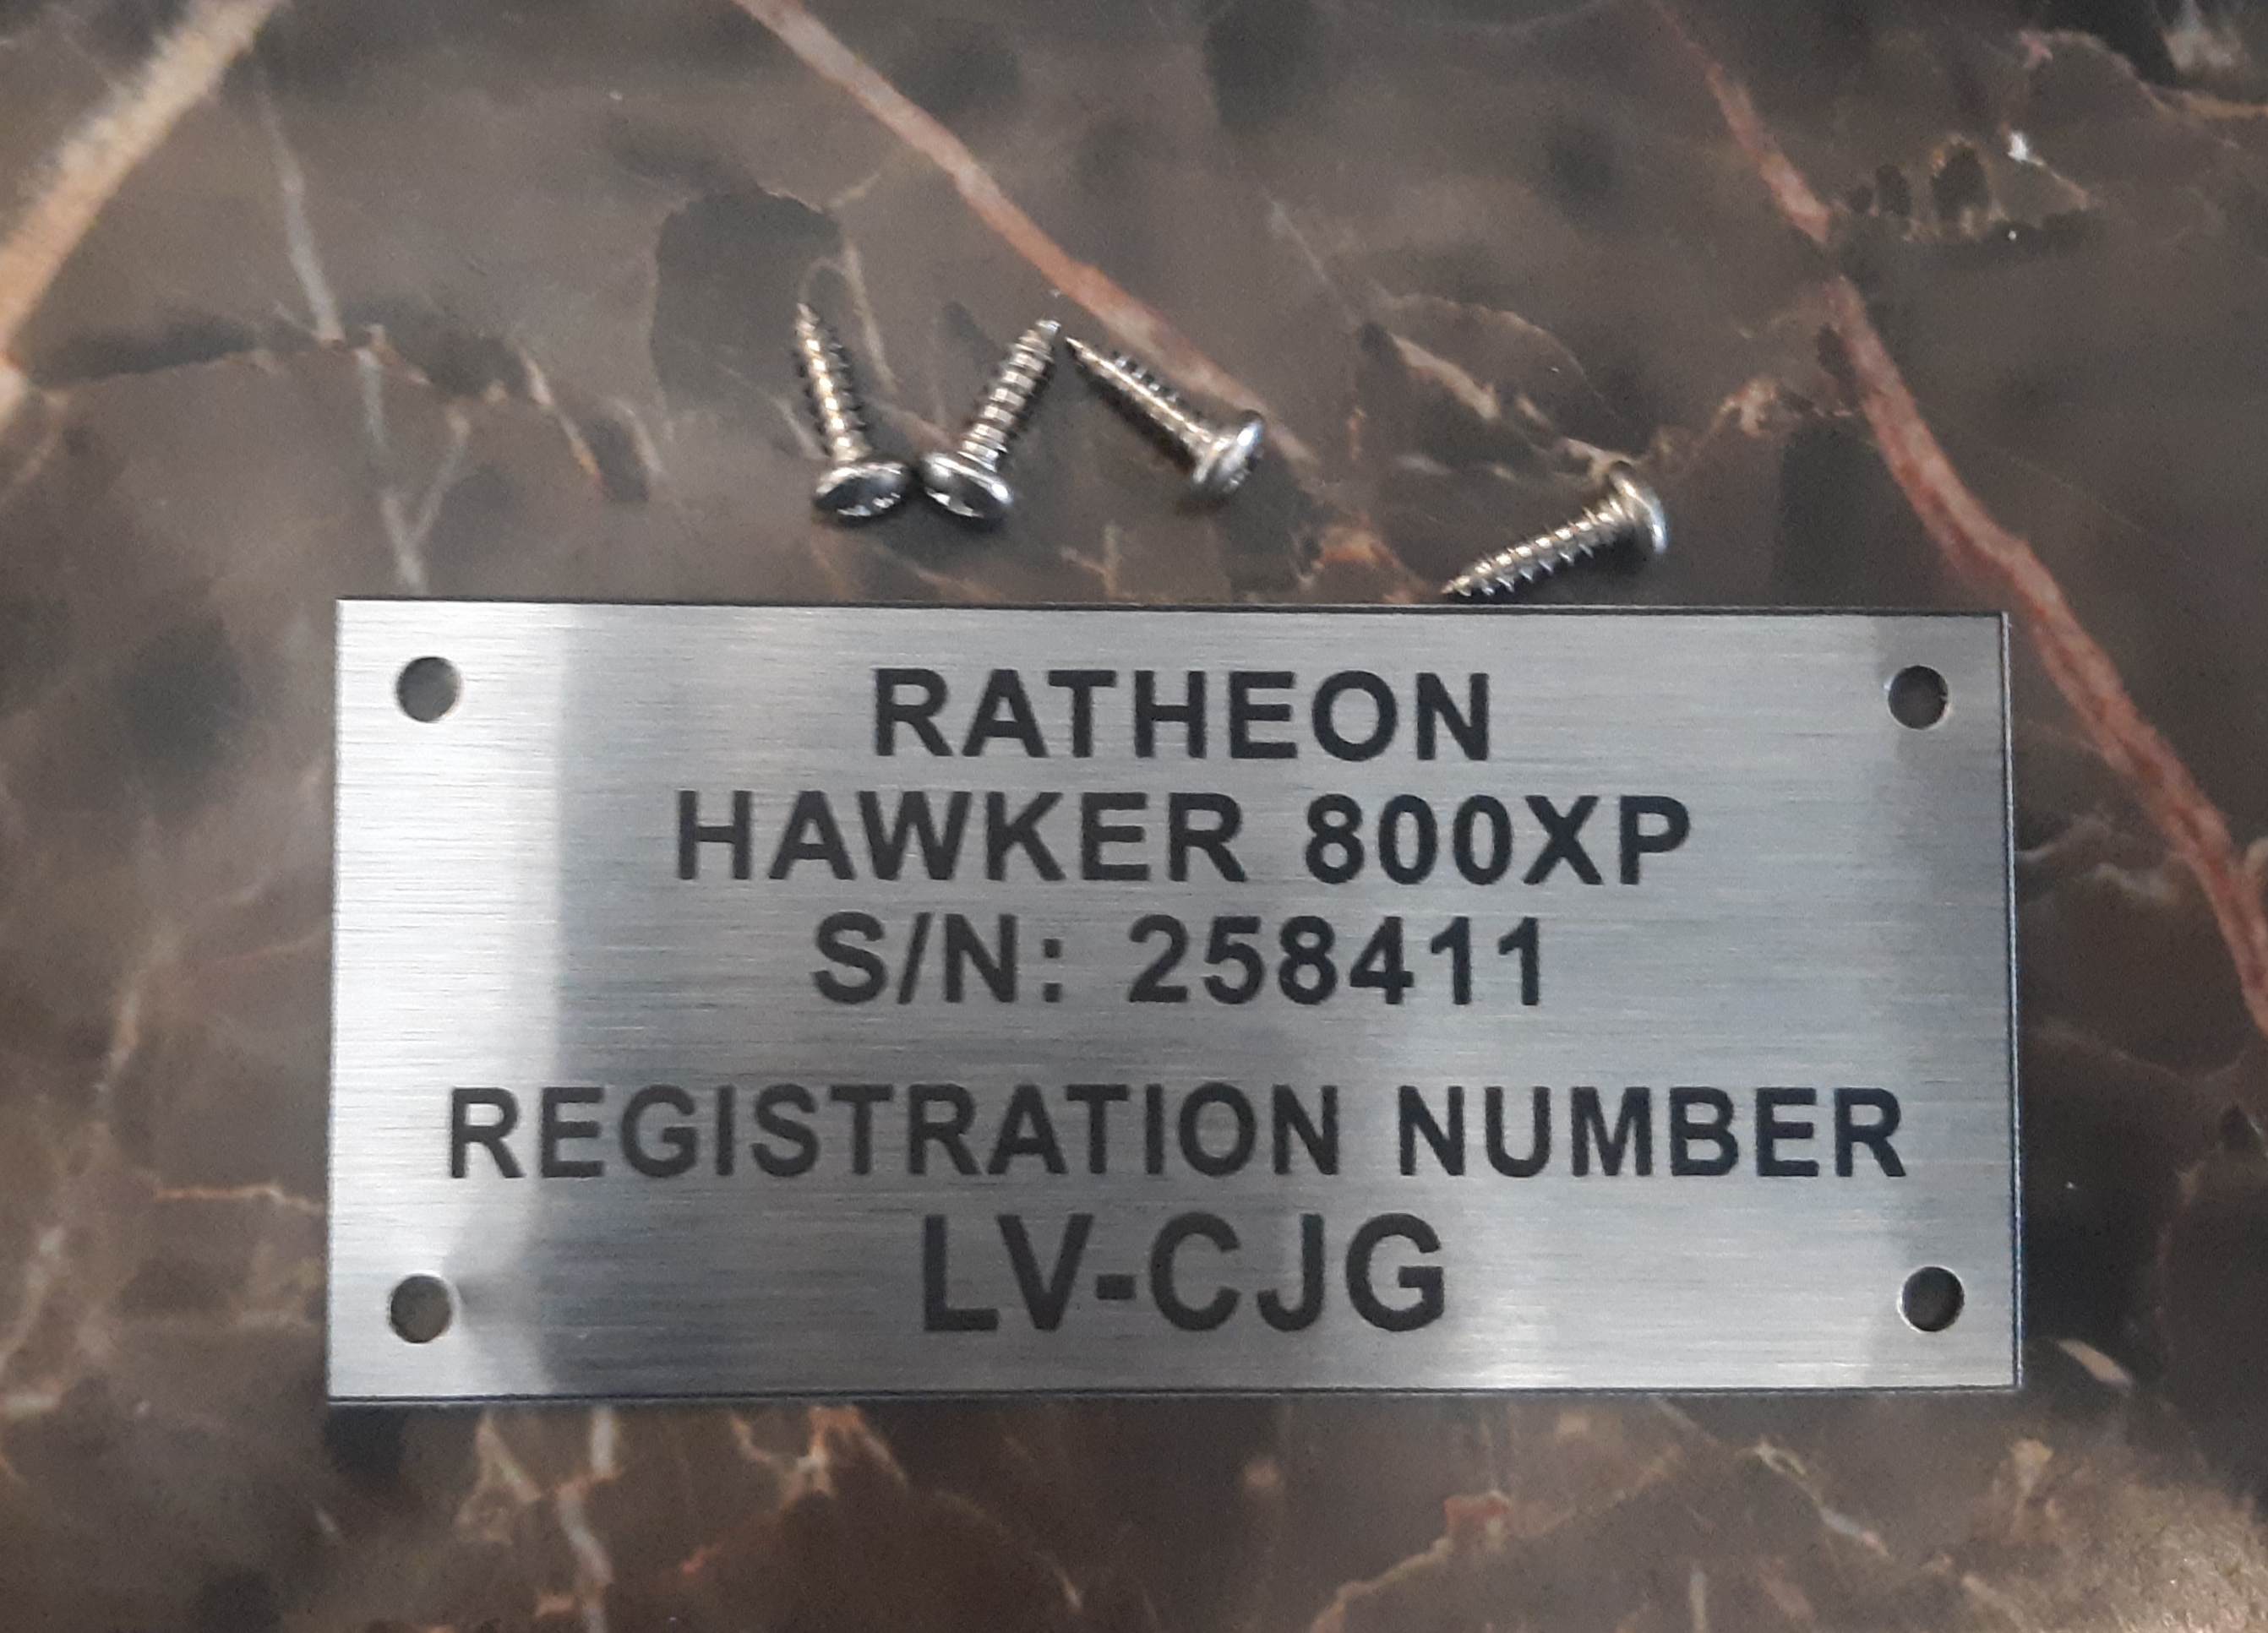 RATHEON
HAWKER 800XP
S/N: 258411
REGISTRATION NUMBER
LV-CJG